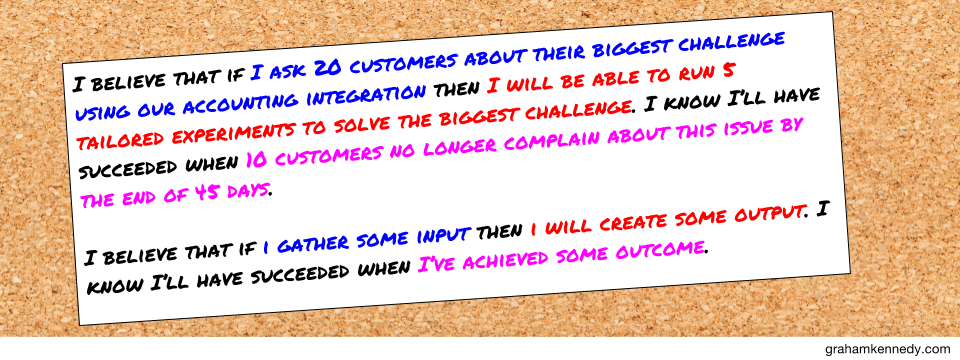 I believe that if I ask 20 customers about their biggest challenge
using our accounting integration then I will be able to run 5
tailored experiments to solve the biggest challenge. I know I'll have
succeeded when 10 customers no longer complain about this issue by
the end of 45 days.
I believe that if I gather some input then I will create some output. I
know I'll have succeeded when I've achieved some outcome.
grahamkennedy.com